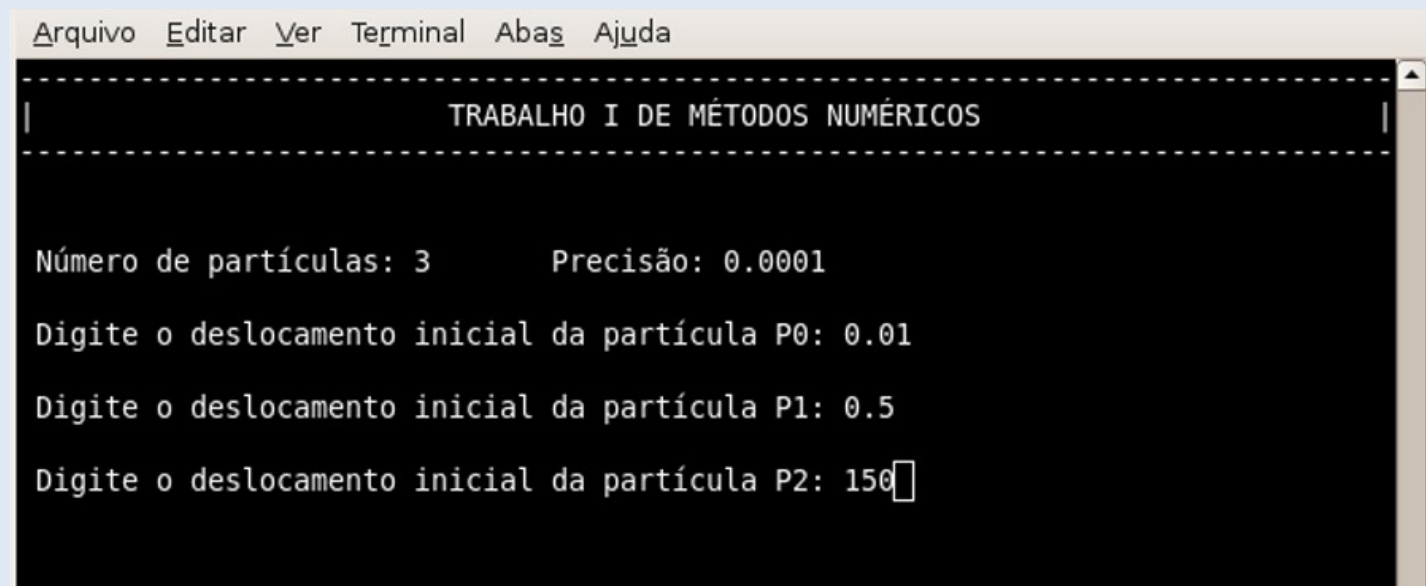 Arquivo Editar Ver Terminal Abas Ajuda
--------------------------------------------------------------------------------
| TRABALHO I DE MÉTODOS NUMÉRICOS |
--------------------------------------------------------------------------------
Número de partículas: 3 Precisão: 0.0001
Digite o deslocamento inicial da partícula P0: 0.01
Digite o deslocamento inicial da partícula P1: 0.5
Digite o deslocamento inicial da partícula P2: 150